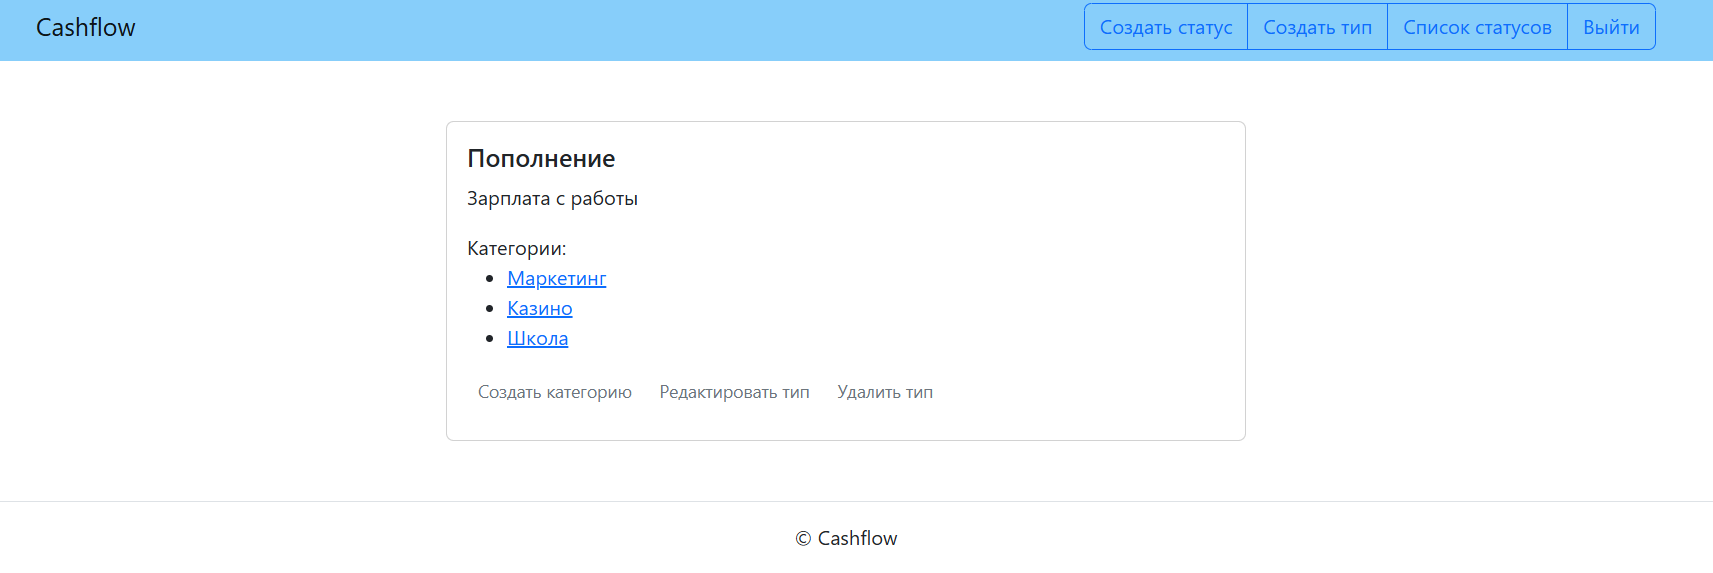 Cashflow
Создать статус Создать тип Список статусов Выйти
Пополнение
Зарплата с работы
Категории:
Маркетинг
Казино
Школа
Создать категорию Редактировать тип Удалить тип
© Cashflow